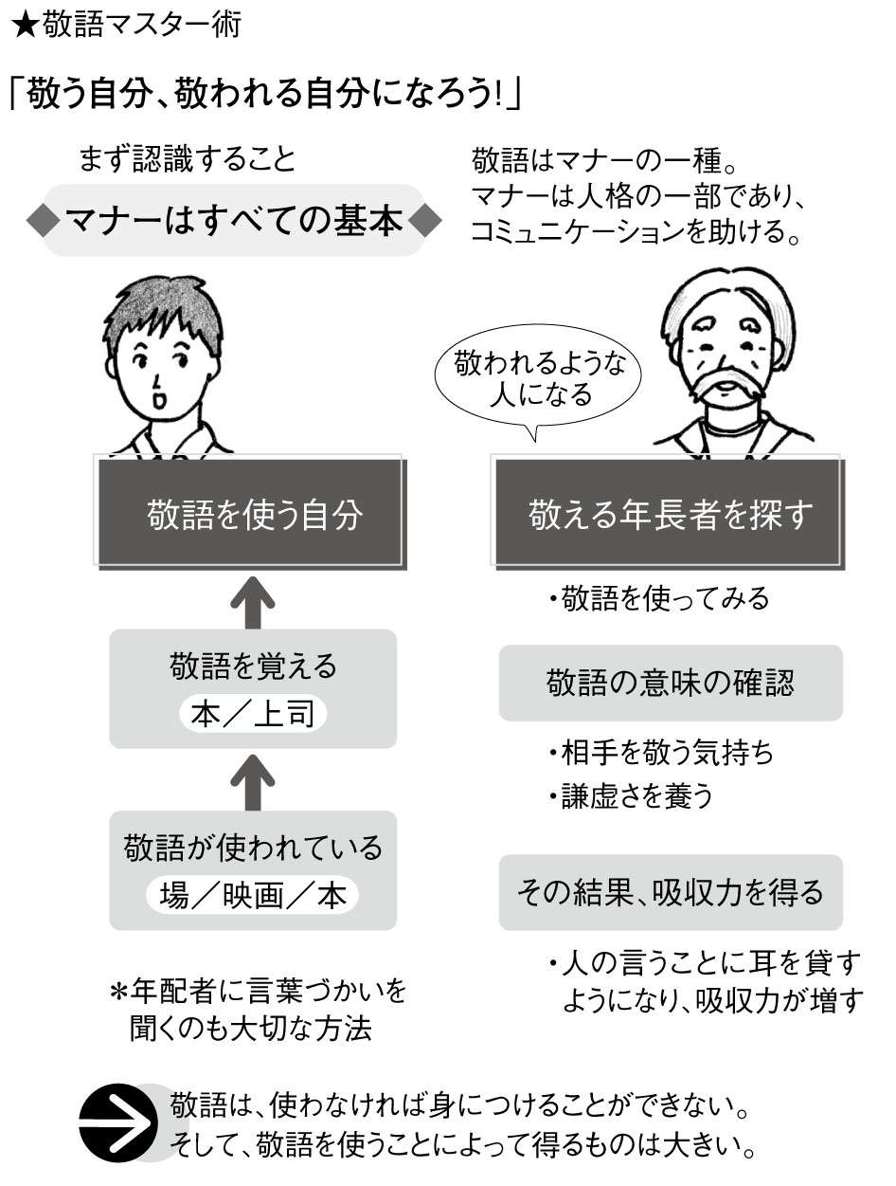 ★敬語マスター術
「敬う自分、敬われる自分になろう!」
まず認識すること
マナーはすべての基本
敬語はマナーの一種。
マナーは人格の一部であり、
コミュニケーションを助ける。
敬われるような
人になる
敬語を使う自分
敬語を覚える
本／上司
敬語が使われている
場／映画／本
＊年配者に言葉づかいを
聞くのも大切な方法
敬える年長者を探す
・敬語を使ってみる
敬語の意味の確認
・相手を敬う気持ち
・謙虚さを養う
その結果、吸収力を得る
・人の言うことに耳を貸す
ようになり、吸収力が増す
敬語は、使わなければ身につけることができない。
そして、敬語を使うことによって得るものは大きい。